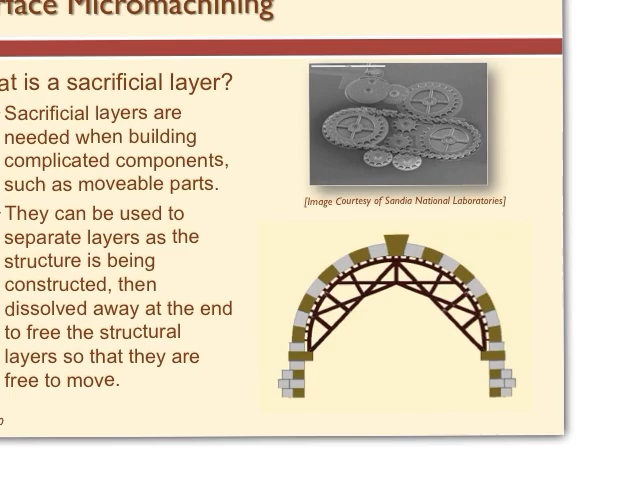 rface Micromachining
at is a sacrificial layer?
Sacrificial layers are
needed when building
complicated components,
such as moveable parts.
They can be used to
separate layers as the
structure is being
constructed, then
dissolved away at the end
to free the structural
layers so that they are
free to move.
[Image Courtesy of Sandia National Laboratories]
0